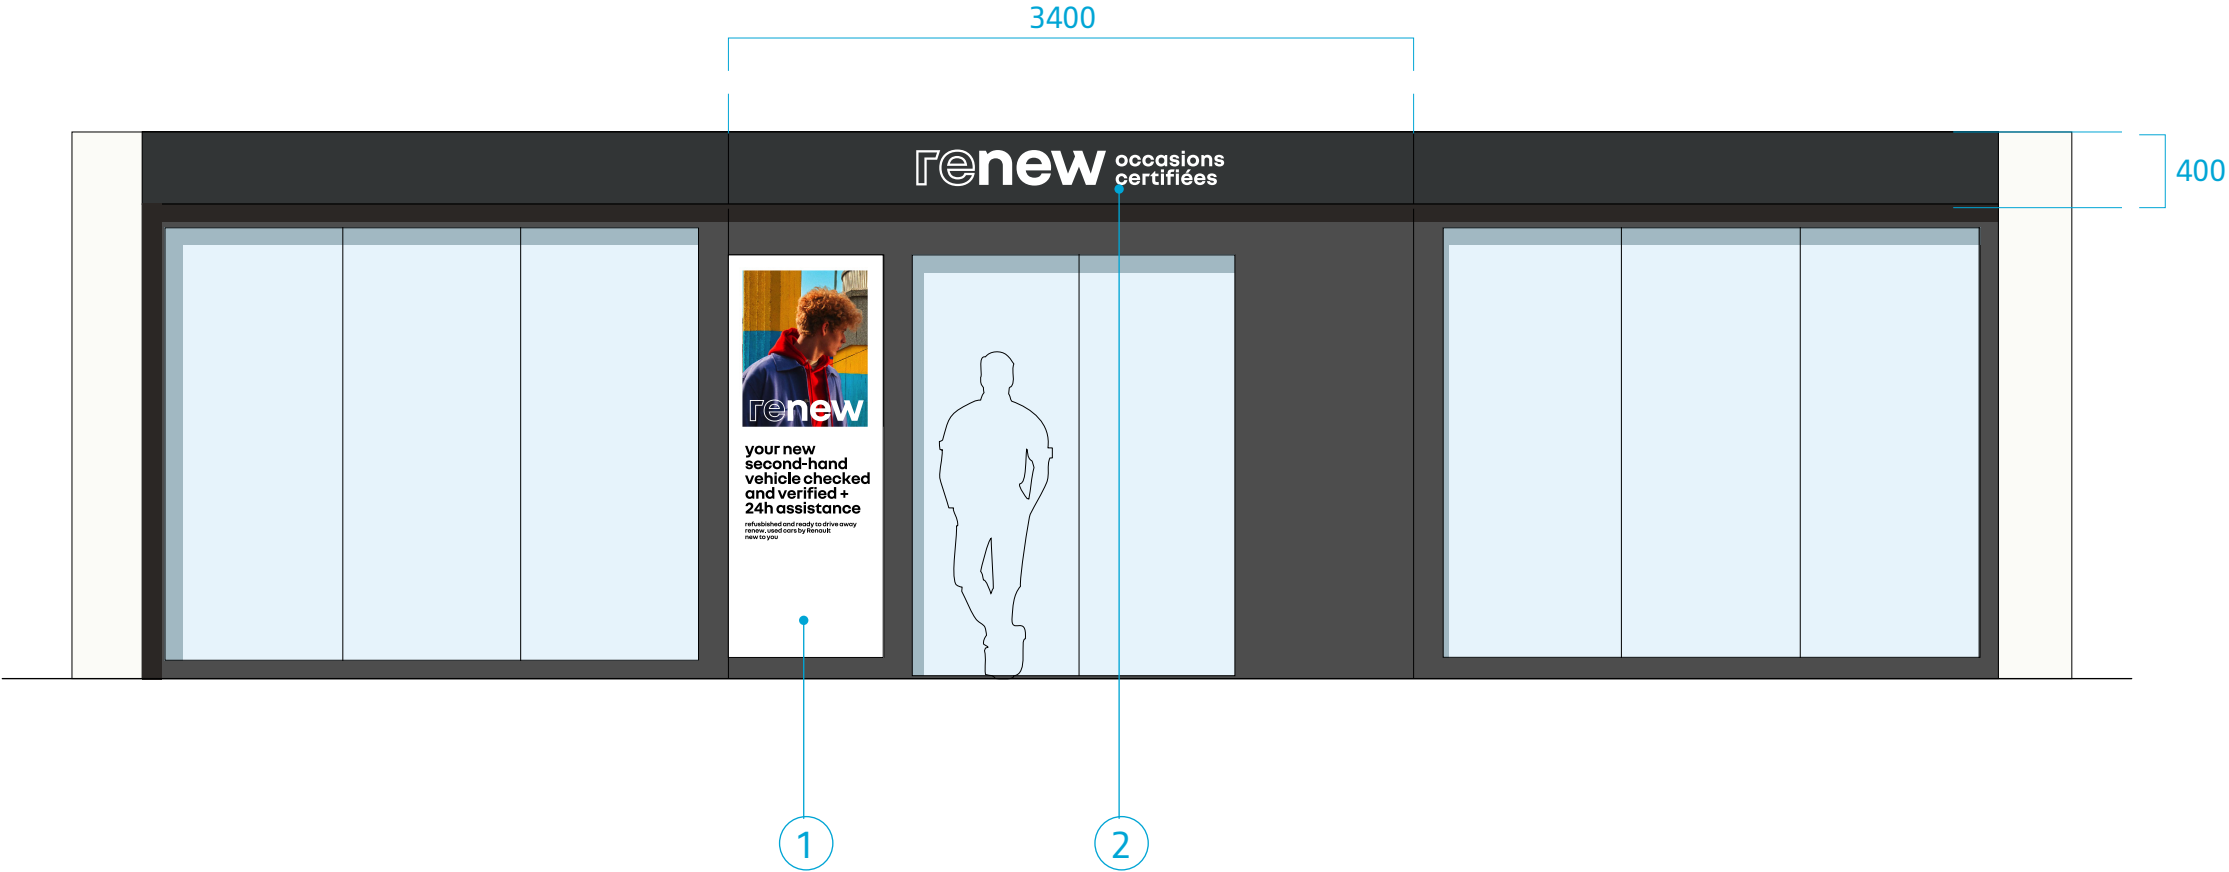 3400
renew occasions
certifiées
400
renew
your new
second-hand
vehicle checked
and verified +
24h assistance
refusbished and ready to drive away
renew, used cars by Renault
new to you
1
2